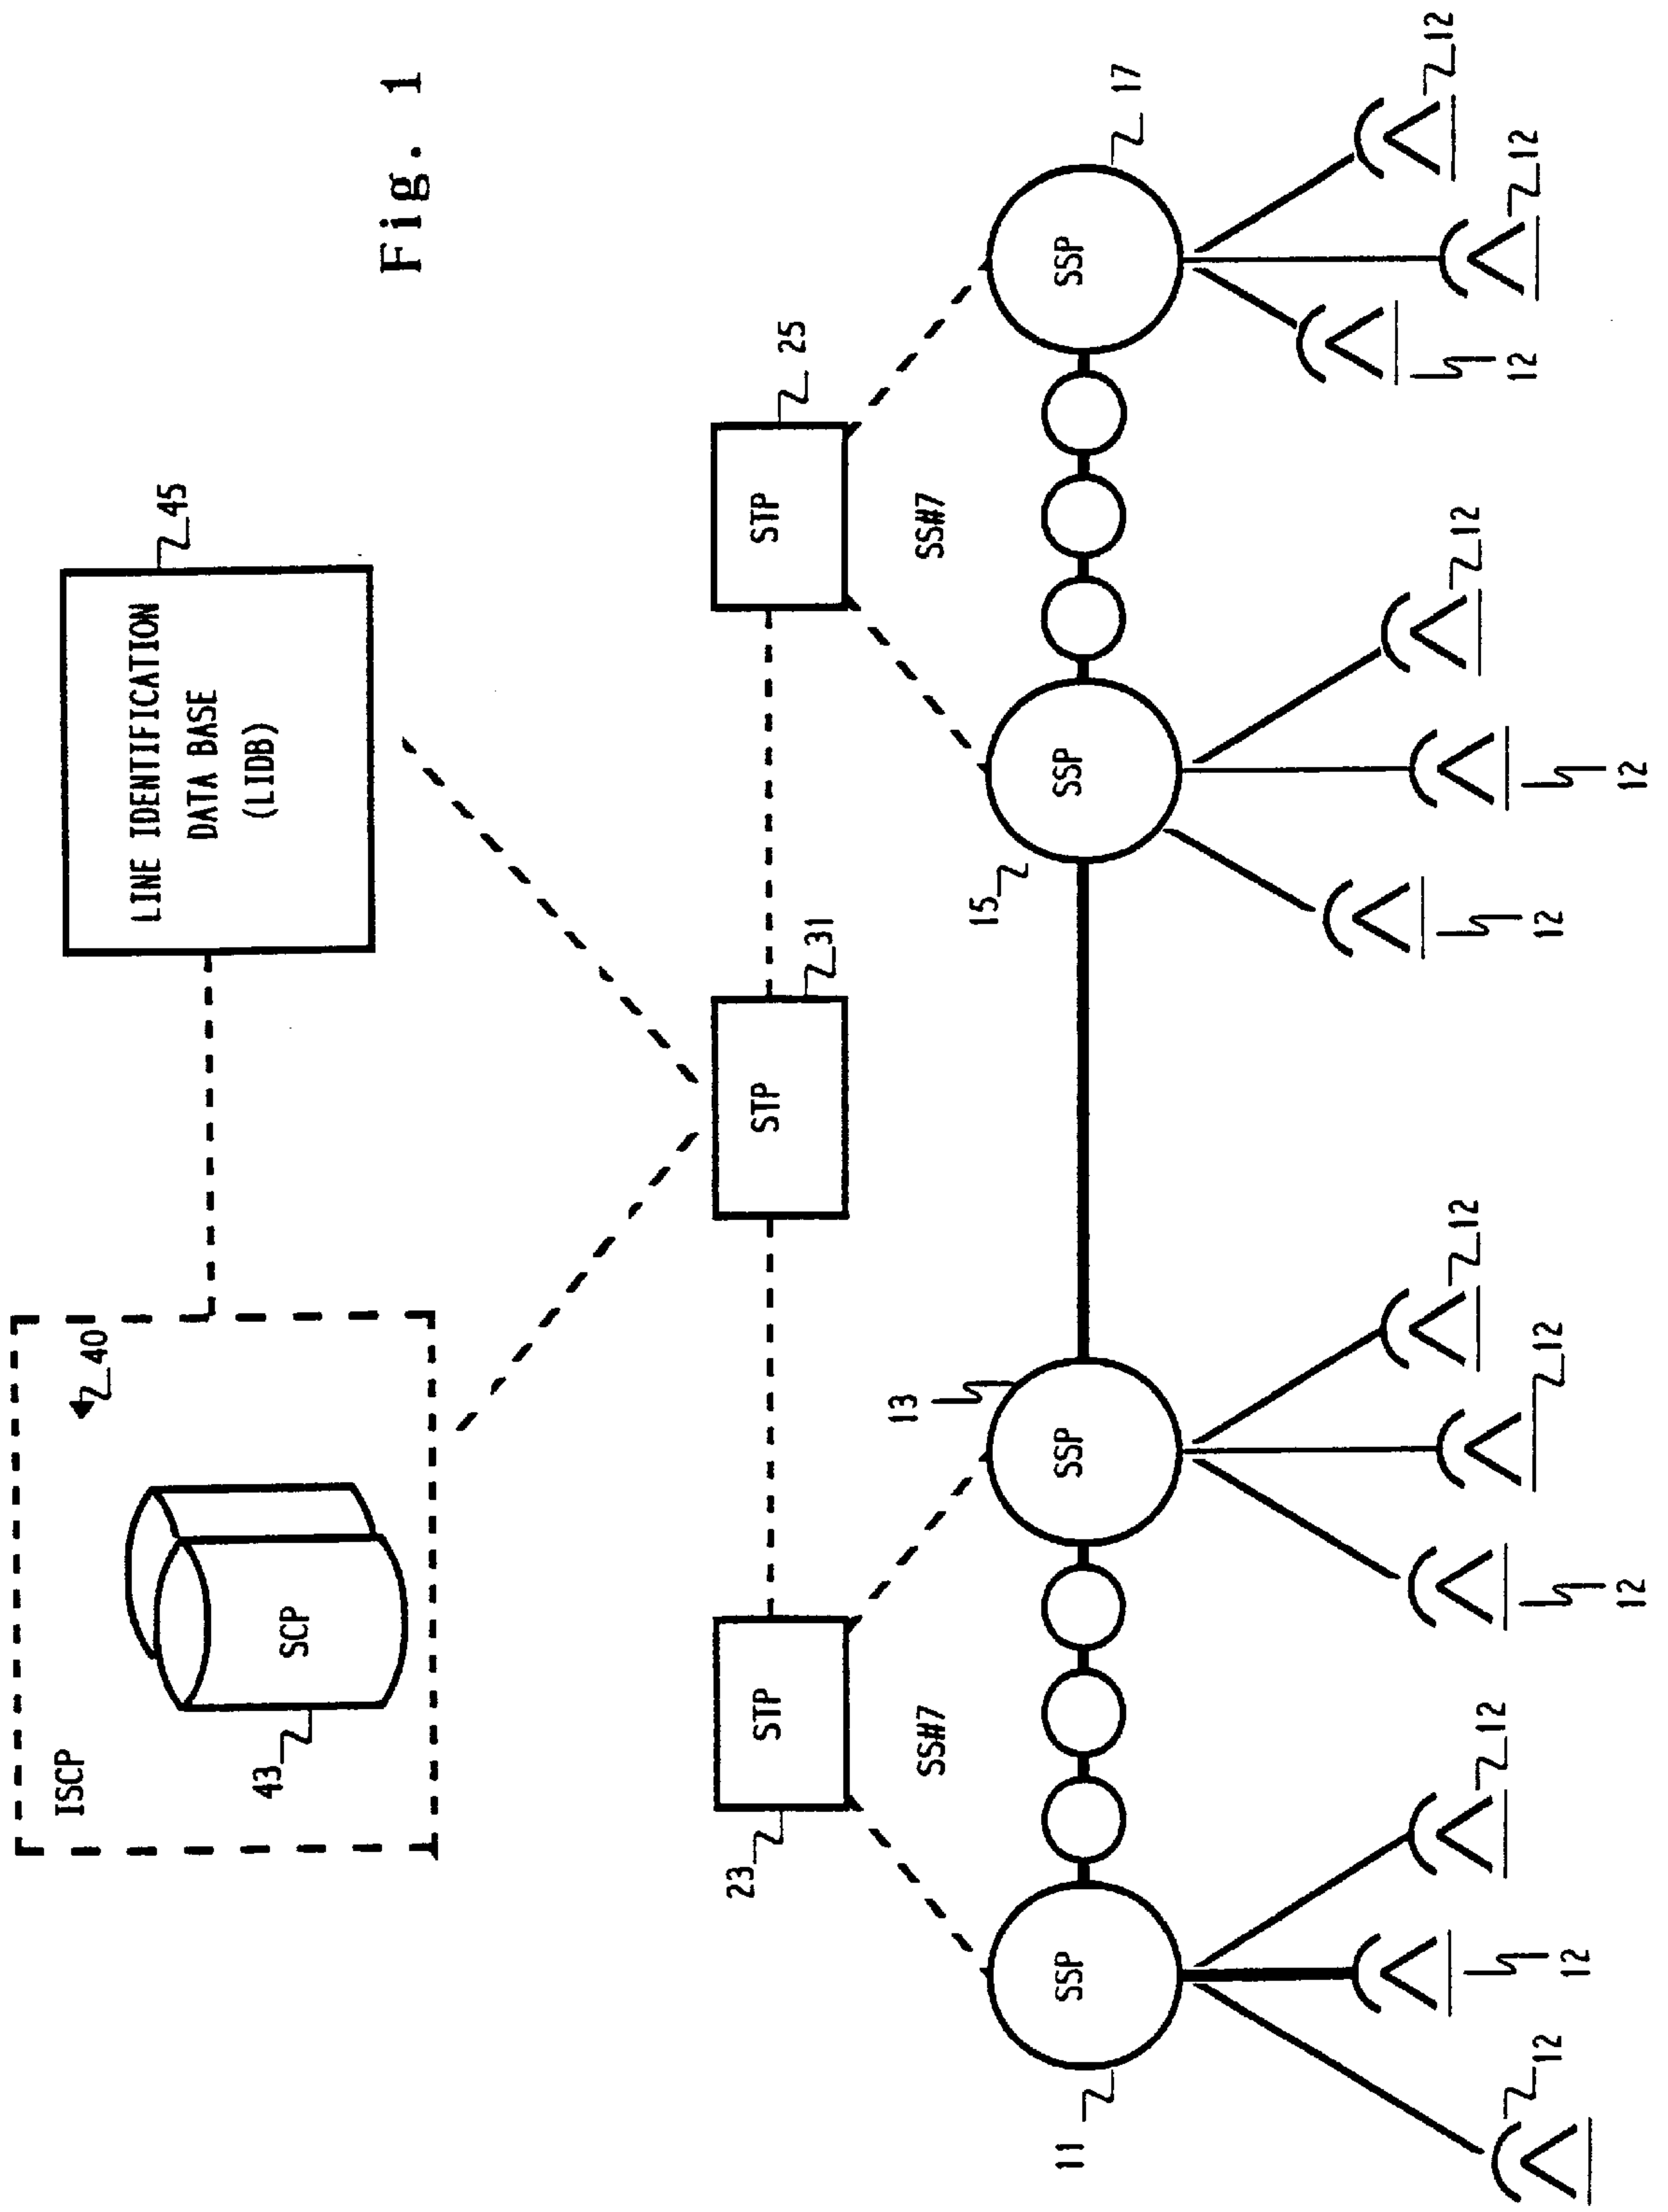 Fig. 1
ISCP
40
SCP
43
LINE IDENTIFICATION
DATA BASE
(LIDB)
45
23
STP
STP
31
STP
25
SS#7
SS#7
11
SSP
13
SSP
15
SSP
SSP
17
12
12
12
12
12
12
12
12
12
12
12
12